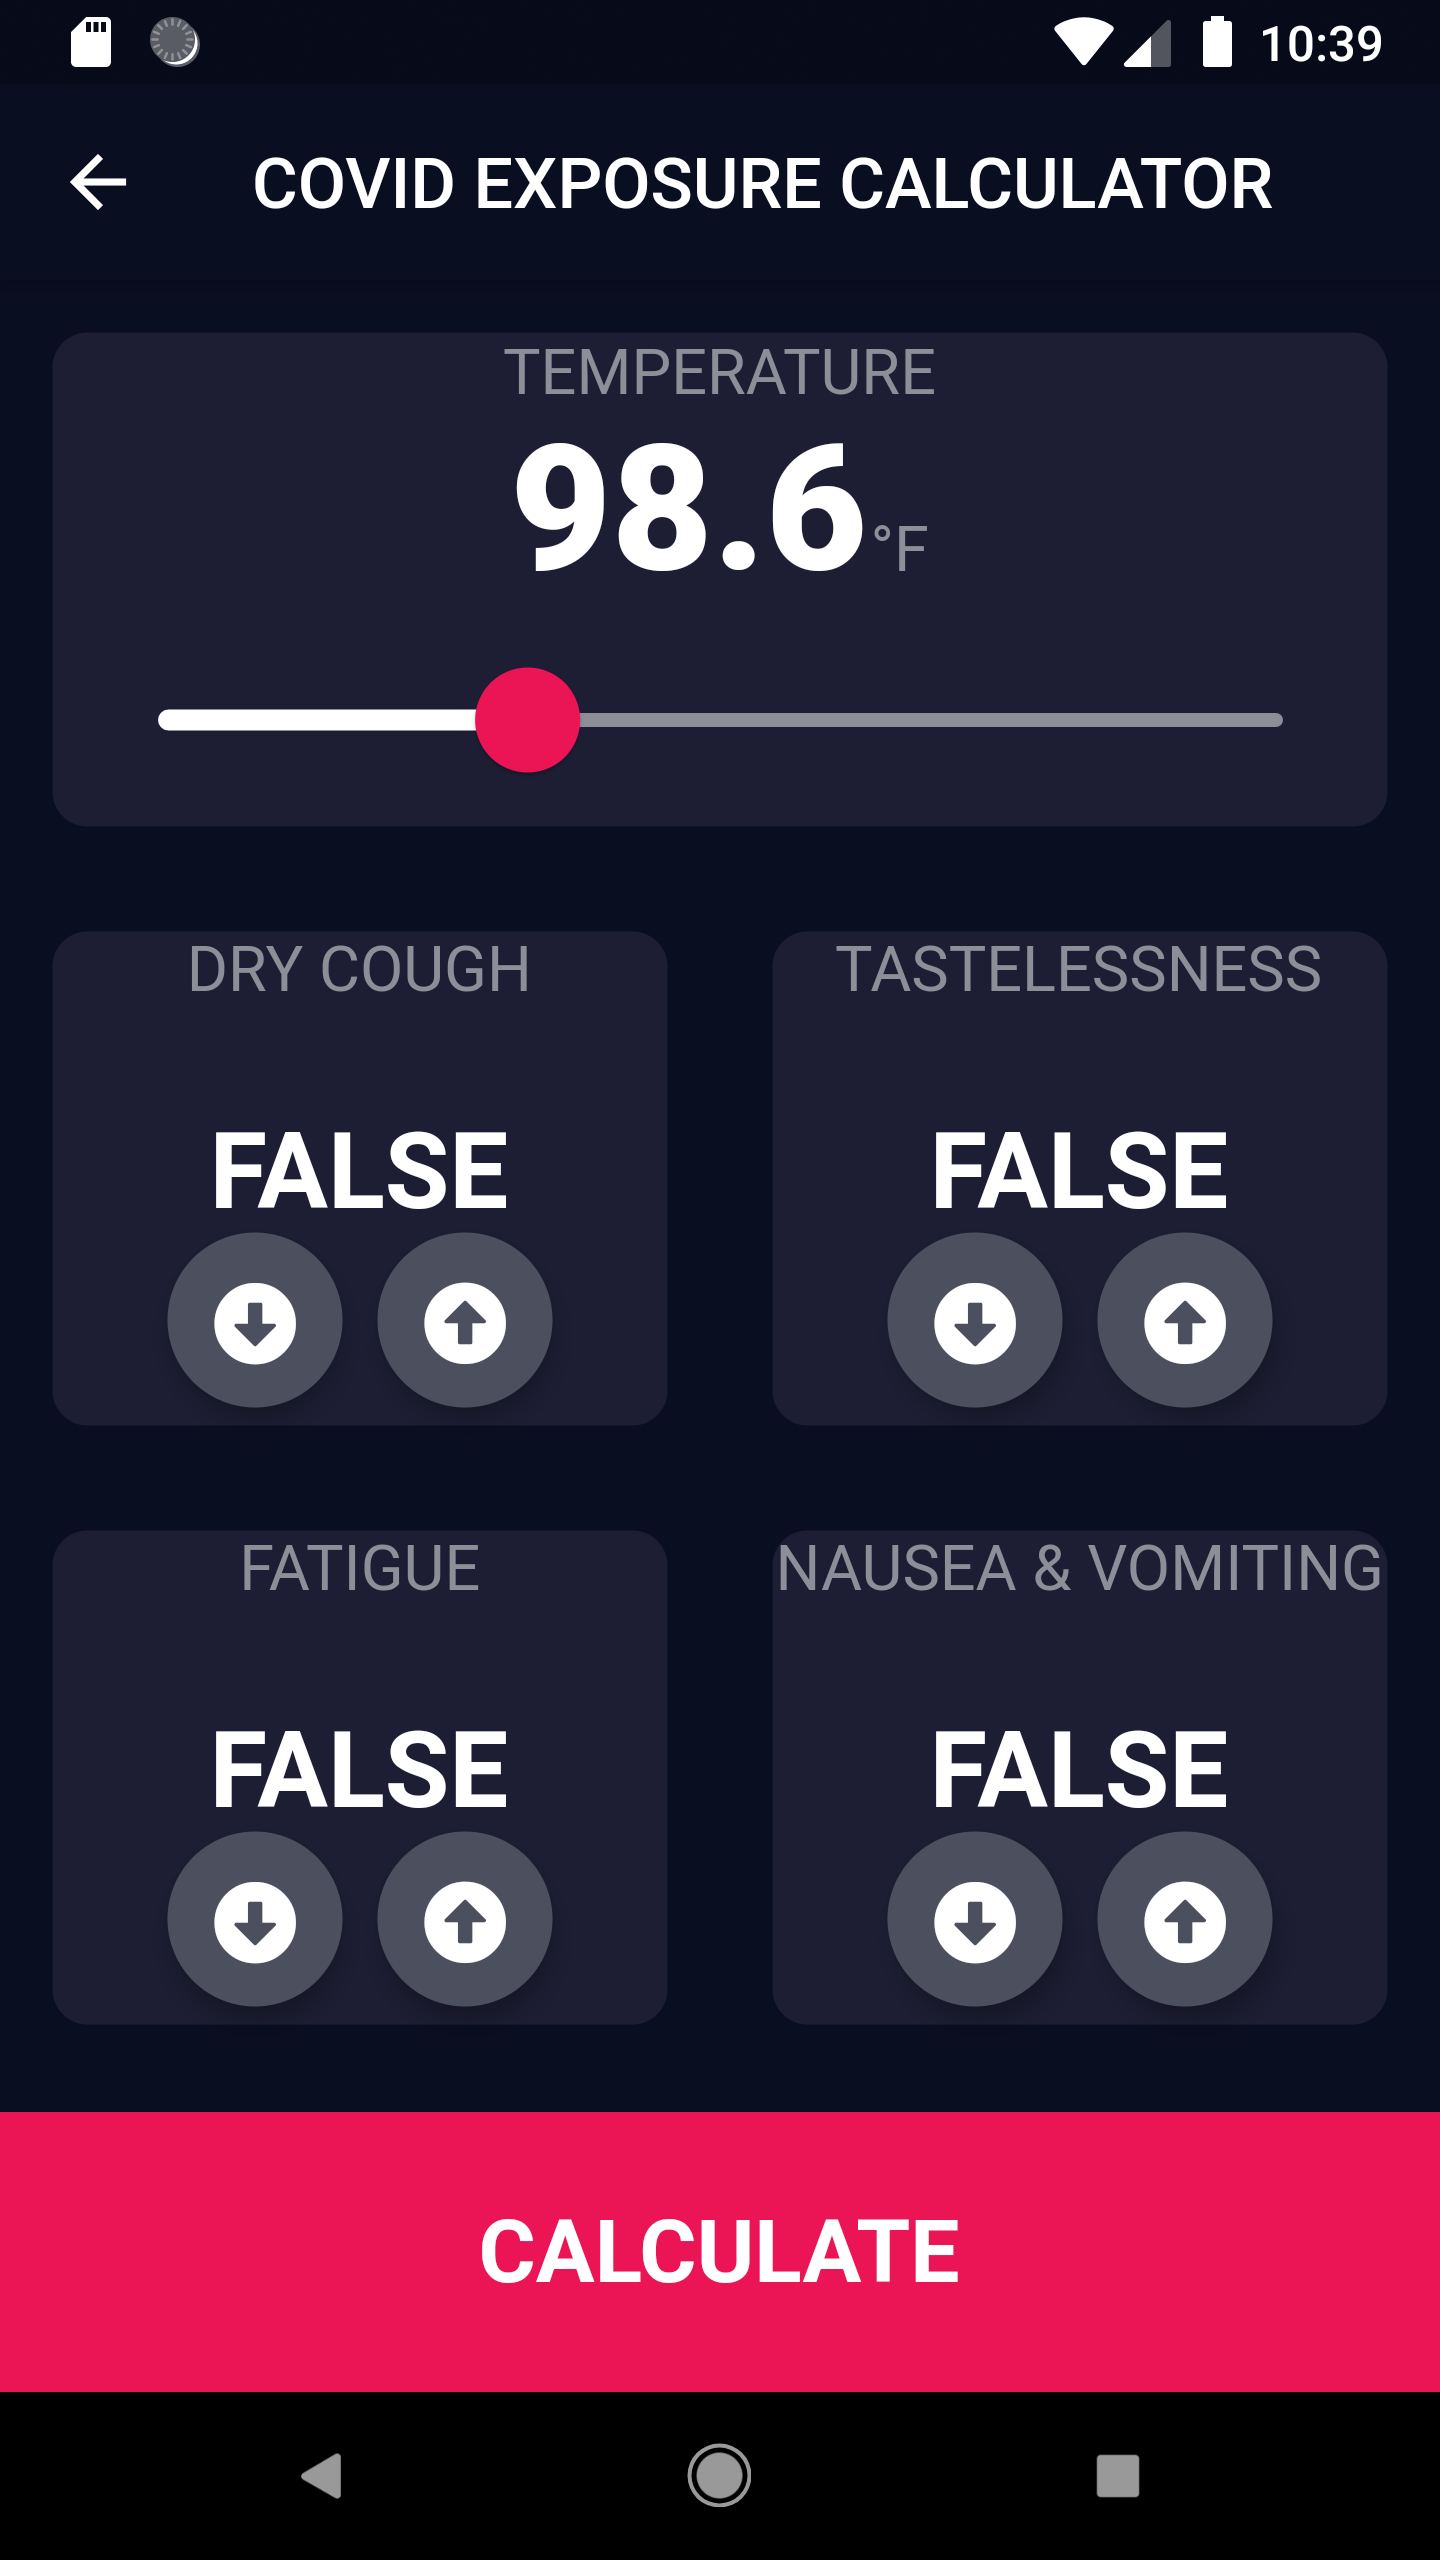 10:39
COVID EXPOSURE CALCULATOR
TEMPERATURE
98.6°F
DRY COUGH
TASTELESSNESS
FALSE
FALSE
FATIGUE
NAUSEA & VOMITING
FALSE
FALSE
CALCULATE